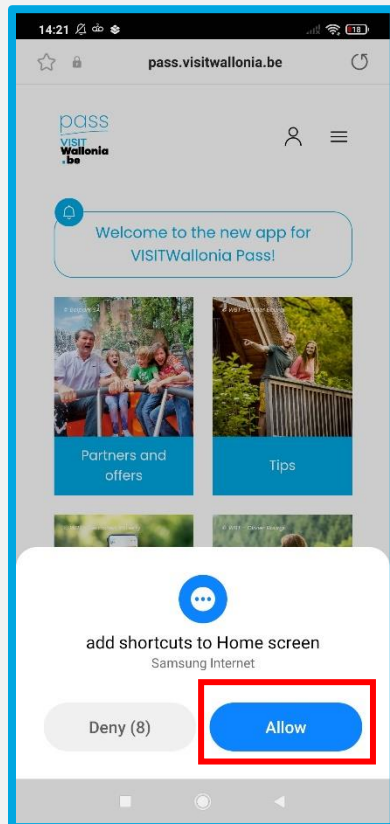 14:21
18
pass.visitwallonia.be
pass
VISIT
Wallonia
.be
Welcome to the new app for
VISITWallonia Pass!
Partners and
offers
Tips
add shortcuts to Home screen
Samsung Internet
Deny (8)
Allow